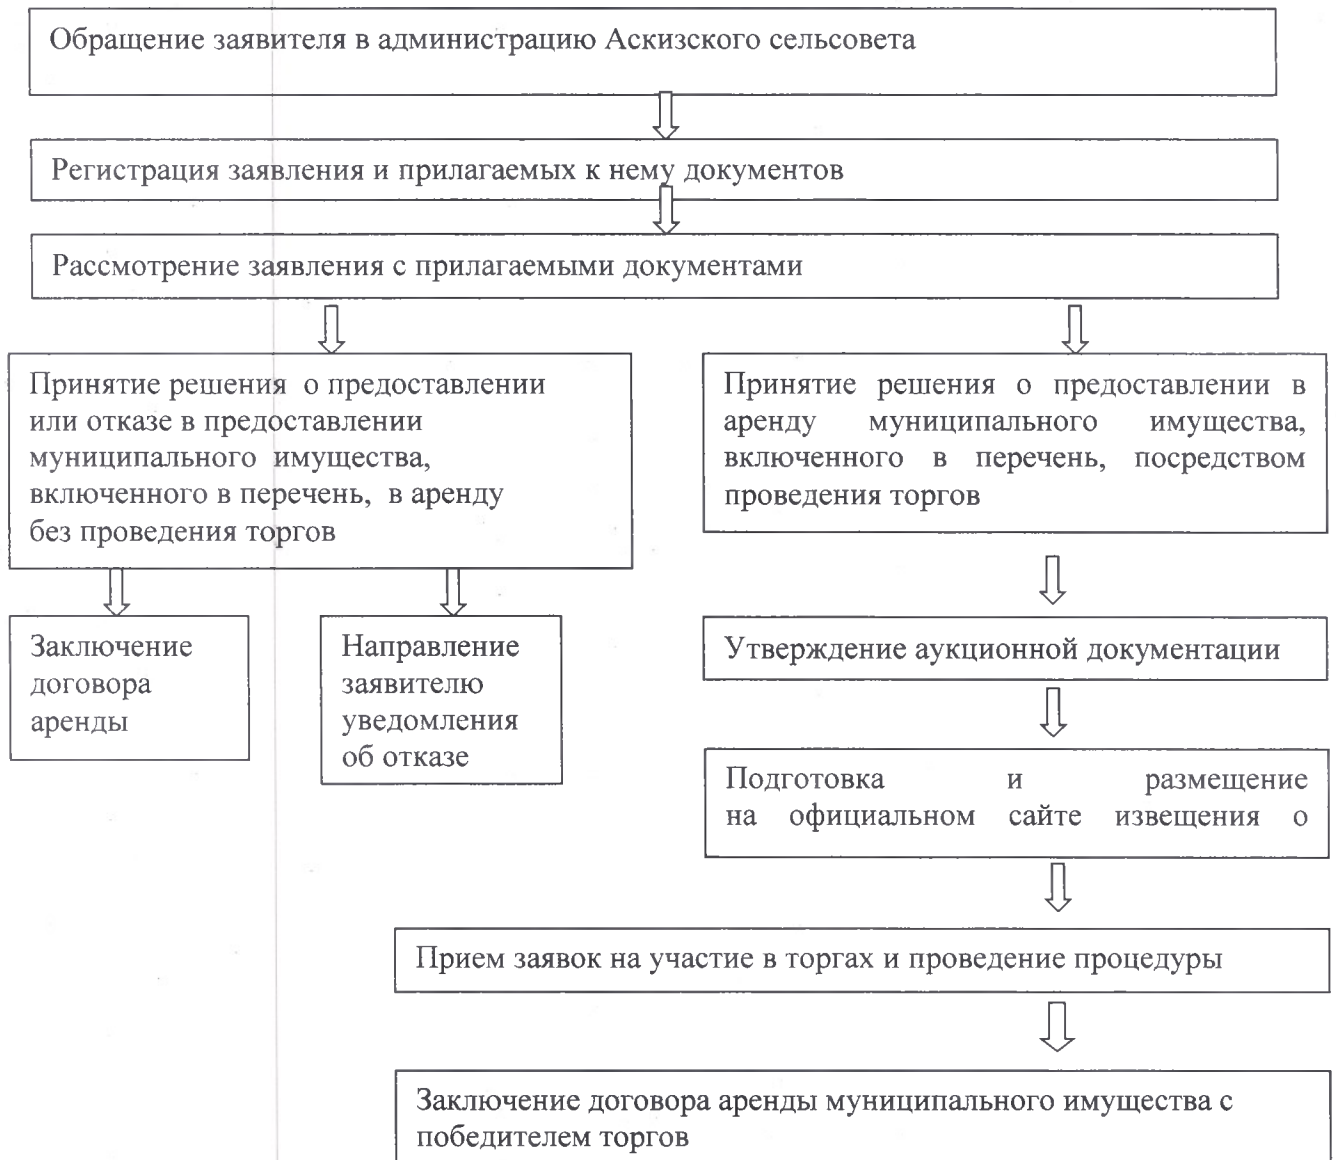 Обращение заявителя в администрацию Аскизского сельсовета
Регистрация заявления и прилагаемых к нему документов
Рассмотрение заявления с прилагаемыми документами
Принятие решения о предоставлении
или отказе в предоставлении
муниципального имущества,
включенного в перечень, в аренду
без проведения торгов
Принятие решения о предоставлении в
аренду муниципального имущества,
включенного в перечень, посредством
проведения торгов
Заключение
договора
аренды
Направление
заявителю
уведомления
об отказе
Утверждение аукционной документации
Подготовка и размещение
на официальном сайте извещения о
Прием заявок на участие в торгах и проведение процедуры
Заключение договора аренды муниципального имущества с
победителем торгов